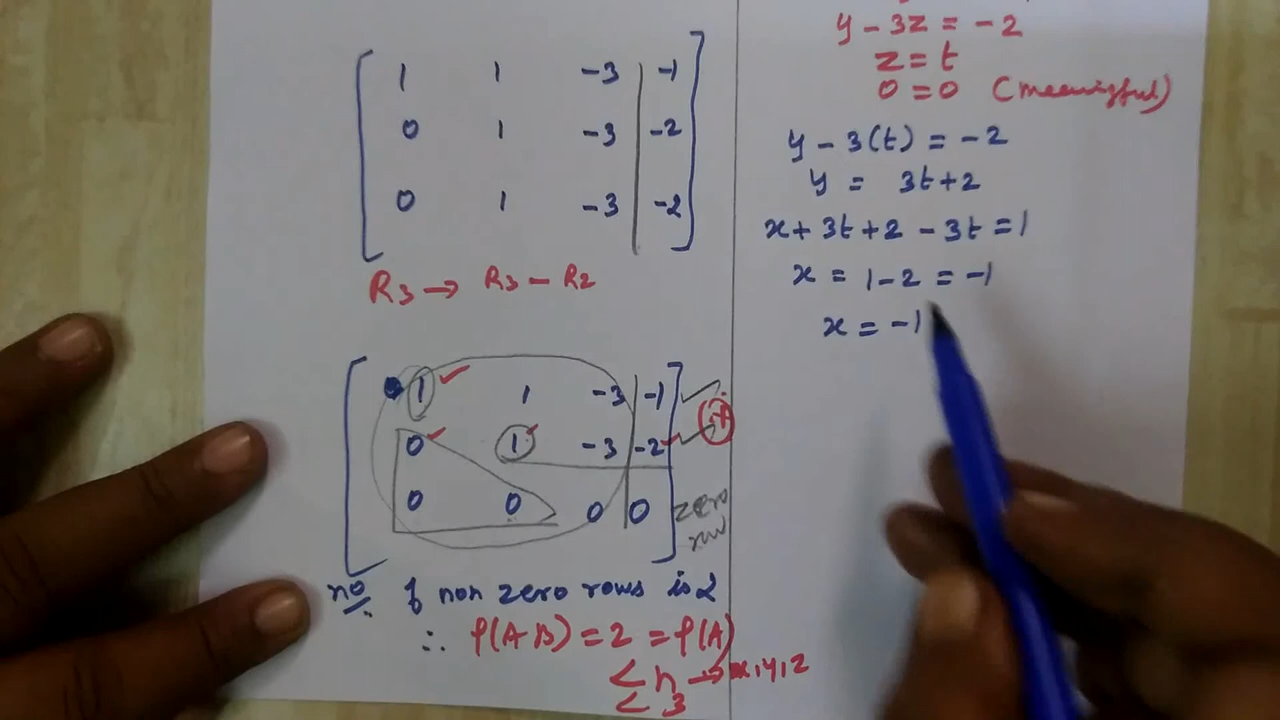 1 1 -3 -1
0 1 -3 -2
0 1 -3 -2
R3 → R3 - R2
1 1 -3 -1
0 1 -3 -2
0 0 0 0 zero row
no. of non zero rows is 2
∴ ρ(AB) = 2 = ρ(A)
< n → x, y, z
< 3
y - 3z = -2
z = t
0 = 0 (meanigful)
y - 3(t) = -2
y = 3t+2
x + 3t + 2 - 3t = 1
x = 1 - 2 = -1
x = -1